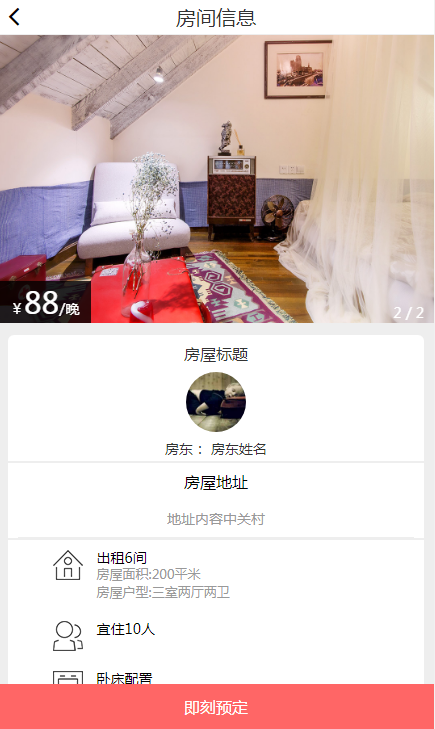 房间信息
¥88/晚
2 / 2
房屋标题
房东： 房东姓名
房屋地址
地址内容中关村
出租6间
房屋面积:200平米
房屋户型:三室两厅两卫
宜住10人
卧床配置
即刻预定